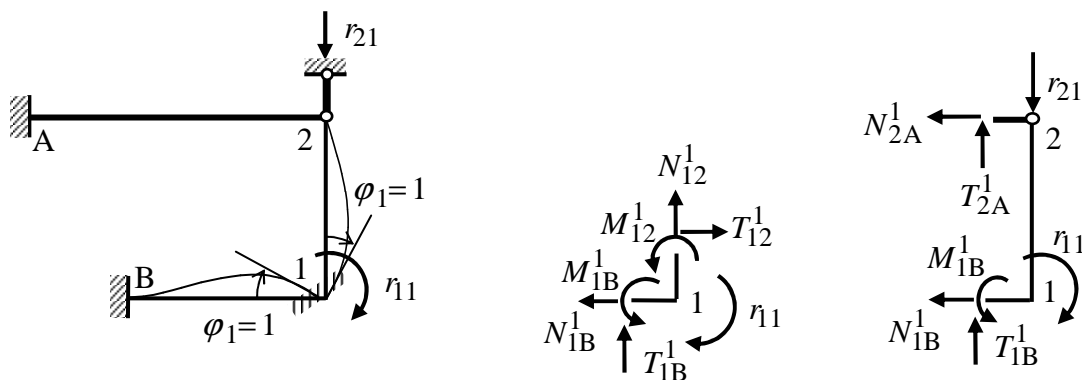 r₂₁
A
2
φ₁= 1
B
1
r₁₁
φ₁= 1
N¹₁₂
M¹₁₂
T¹₁₂
M¹₁B
1
r₁₁
N¹₁B
T¹₁B
r₂₁
N¹₂A
2
T¹₂A
r₁₁
M¹₁B
1
N¹₁B
T¹₁B